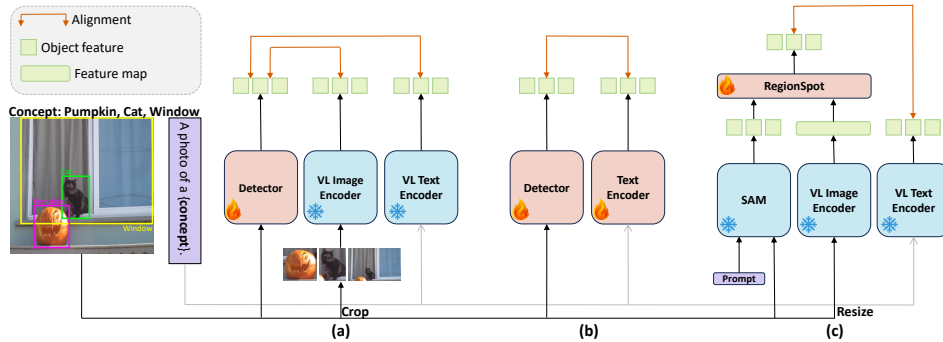 Alignment
Object feature
Feature map
Concept: Pumpkin, Cat, Window
Window
A photo of a {concept}.
Detector
VL Image
Encoder
VL Text
Encoder
Crop
(a)
Detector
Text
Encoder
(b)
RegionSpot
SAM
VL Image
Encoder
VL Text
Encoder
Prompt
Resize
(c)